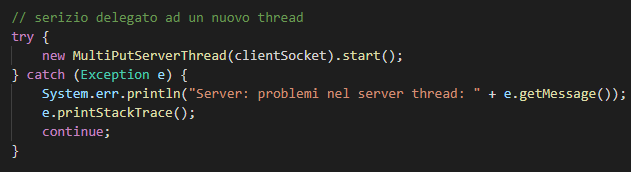 // serizio delegato ad un nuovo thread
try {
    new MultiPutServerThread(clientSocket).start();
} catch (Exception e) {
    System.err.println("Server: problemi nel server thread: " + e.getMessage());
    e.printStackTrace();
    continue;
}